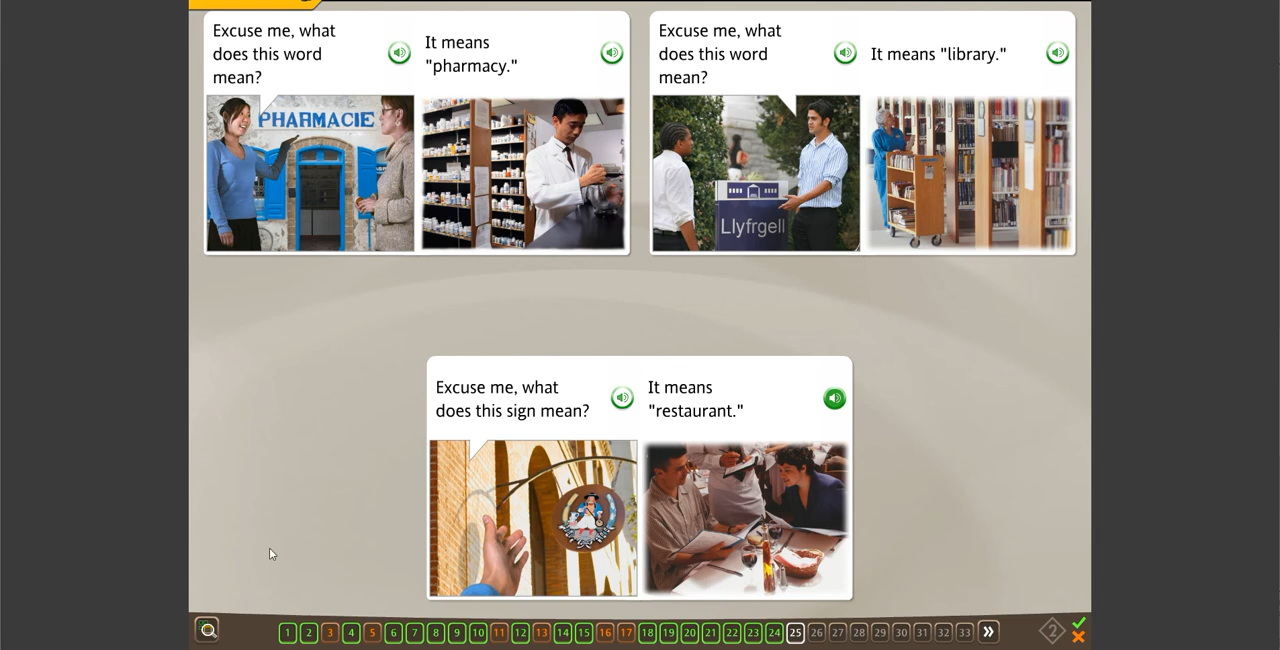 Excuse me, what
does this word
mean?
It means
"pharmacy."
Excuse me, what
does this word
mean?
It means "library."
PHARMACIE
Llyfrgell
Excuse me, what
does this sign mean?
It means
"restaurant."
1 2 3 4 5 6 7 8 9 10 11 12 13 14 15 16 17 18 19 20 21 22 23 24 25 26 27 28 29 30 31 32 33 » 2